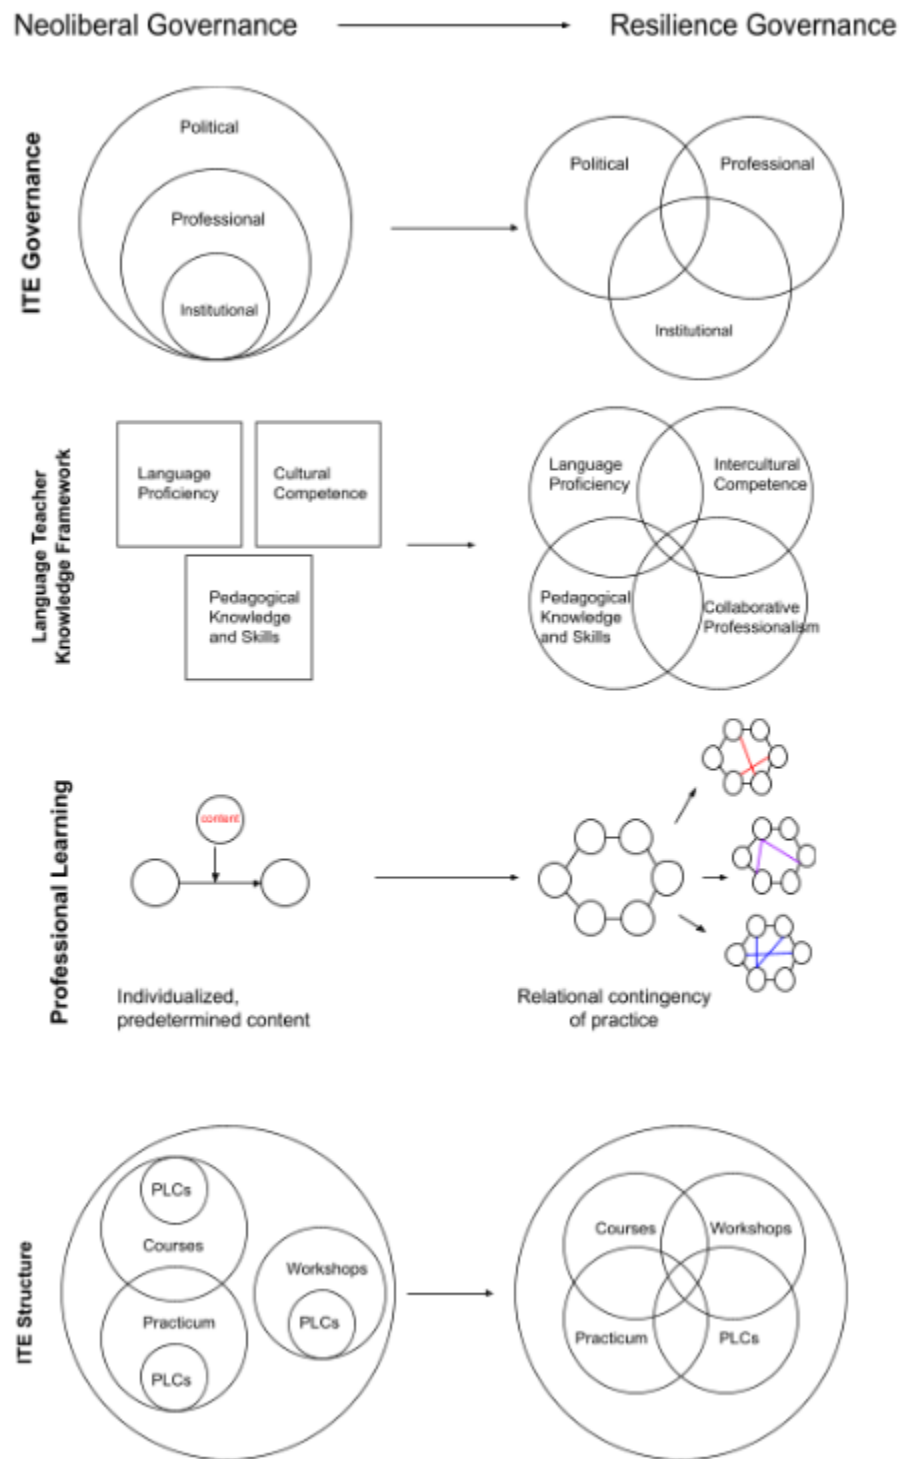 Neoliberal Governance
Resilience Governance
ITE Governance
Political
Professional
Institutional
Political
Professional
Institutional
Language Teacher
Knowledge Framework
Language
Proficiency
Cultural
Competence
Pedagogical
Knowledge
and Skills
Language
Proficiency
Intercultural
Competence
Pedagogical
Knowledge
and Skills
Collaborative
Professionalism
Professional Learning
content
Individualized,
predetermined content
Relational contingency
of practice
ITE Structure
PLCs
Courses
Practicum
PLCs
Workshops
PLCs
Courses
Workshops
Practicum
PLCs